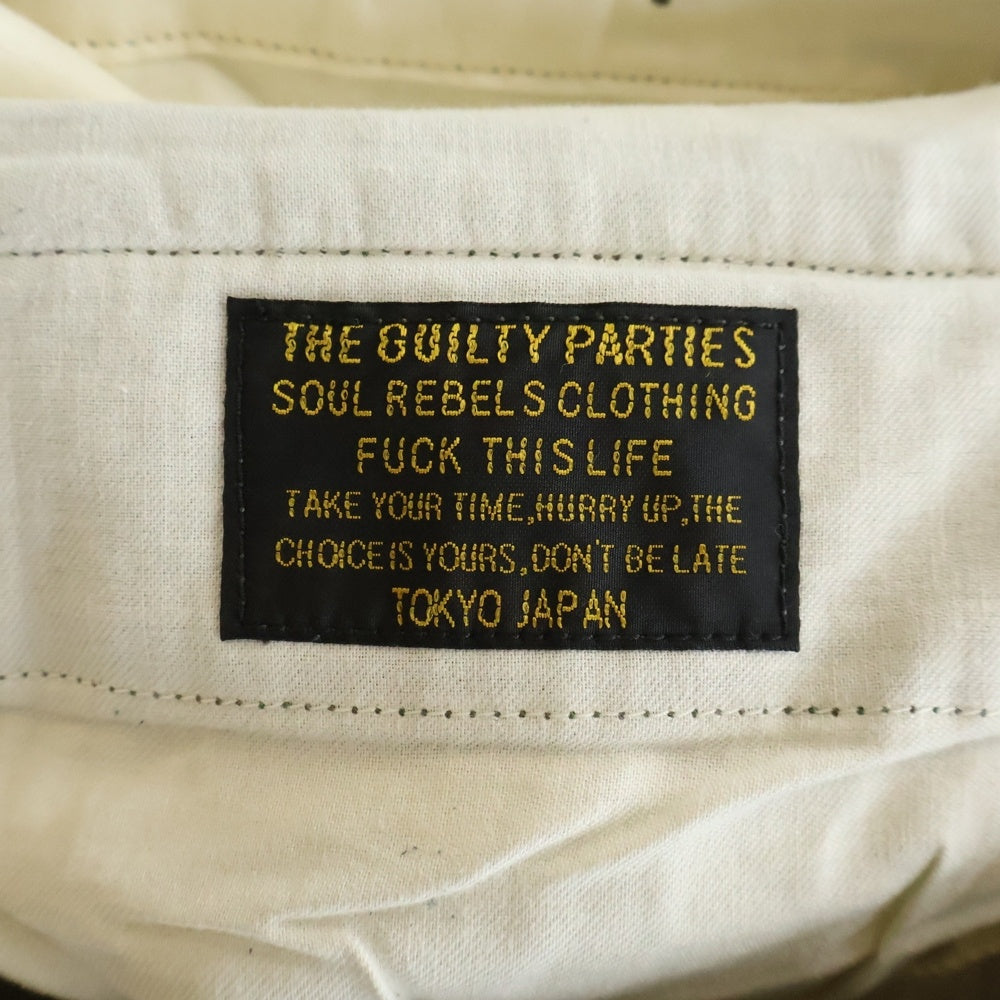 THE GUILTY PARTIES
SOUL REBELS CLOTHING
FUCK THIS LIFE
TAKE YOUR TIME,HURRY UP,THE
CHOICE IS YOURS,DON'T BE LATE
TOKYO JAPAN